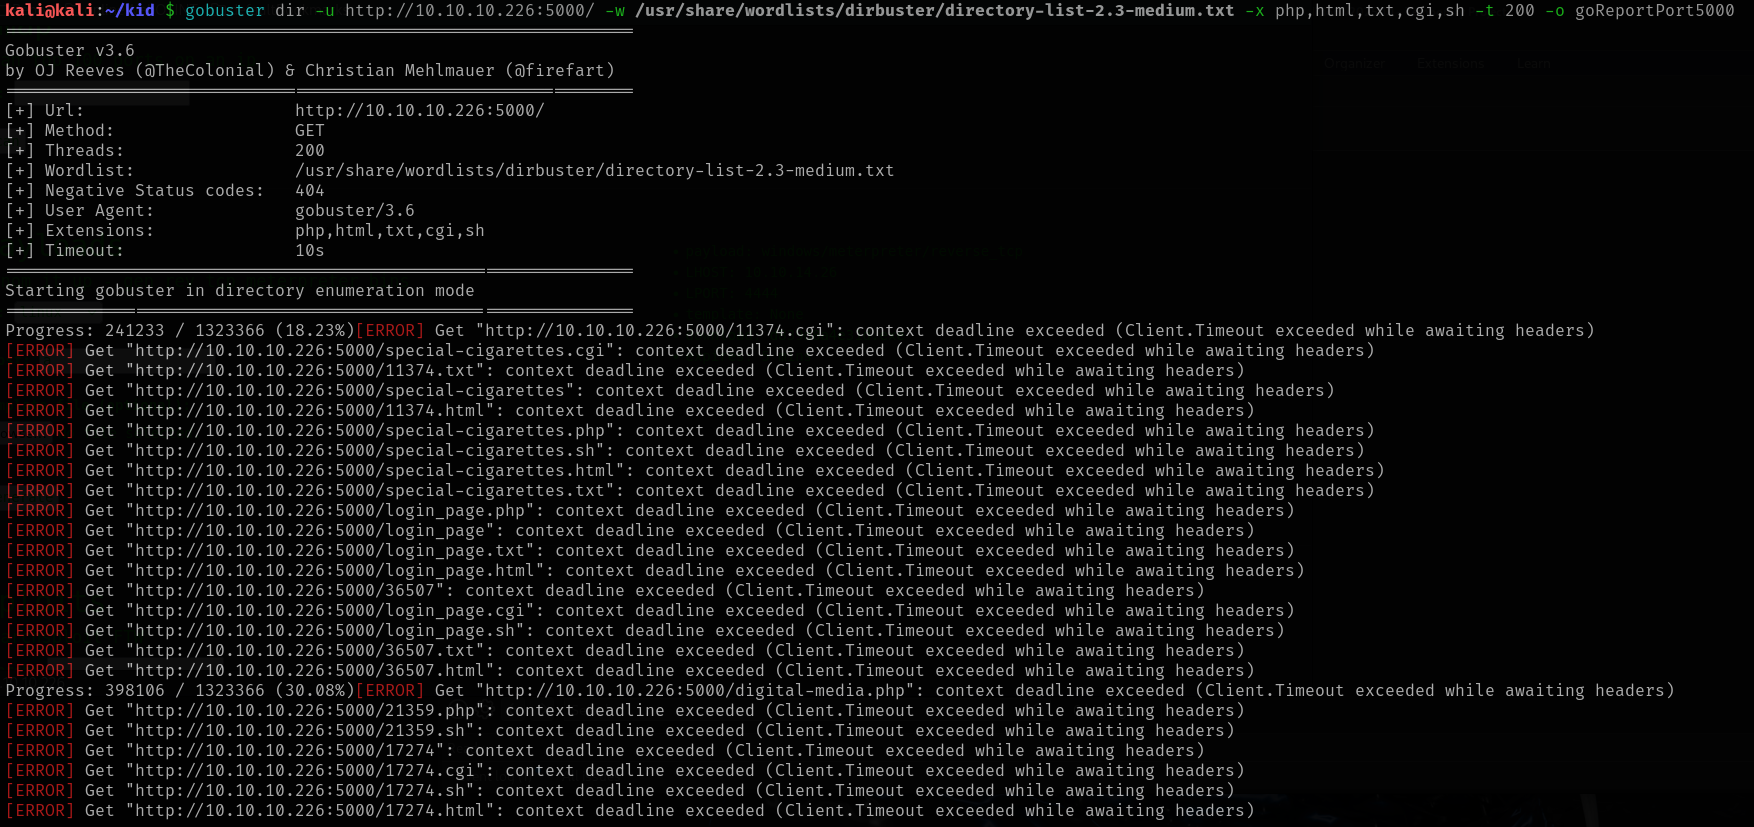 kali@kali:~/kid $ gobuster dir -u http://10.10.10.226:5000/ -w /usr/share/wordlists/dirbuster/directory-list-2.3-medium.txt -x php,html,txt,cgi,sh -t 200 -o goReportPort5000
===============================================================
Gobuster v3.6
by OJ Reeves (@TheColonial) & Christian Mehlmauer (@firefart)
===============================================================
[+] Url:                     http://10.10.10.226:5000/
[+] Method:                  GET
[+] Threads:                 200
[+] Wordlist:                /usr/share/wordlists/dirbuster/directory-list-2.3-medium.txt
[+] Negative Status codes:   404
[+] User Agent:              gobuster/3.6
[+] Extensions:              php,html,txt,cgi,sh
[+] Timeout:                 10s
===============================================================
Starting gobuster in directory enumeration mode
===============================================================
Progress: 241233 / 1323366 (18.23%)[ERROR] Get "http://10.10.10.226:5000/11374.cgi": context deadline exceeded (Client.Timeout exceeded while awaiting headers)
[ERROR] Get "http://10.10.10.226:5000/special-cigarettes.cgi": context deadline exceeded (Client.Timeout exceeded while awaiting headers)
[ERROR] Get "http://10.10.10.226:5000/11374.txt": context deadline exceeded (Client.Timeout exceeded while awaiting headers)
[ERROR] Get "http://10.10.10.226:5000/special-cigarettes": context deadline exceeded (Client.Timeout exceeded while awaiting headers)
[ERROR] Get "http://10.10.10.226:5000/11374.html": context deadline exceeded (Client.Timeout exceeded while awaiting headers)
[ERROR] Get "http://10.10.10.226:5000/special-cigarettes.php": context deadline exceeded (Client.Timeout exceeded while awaiting headers)
[ERROR] Get "http://10.10.10.226:5000/special-cigarettes.sh": context deadline exceeded (Client.Timeout exceeded while awaiting headers)
[ERROR] Get "http://10.10.10.226:5000/special-cigarettes.html": context deadline exceeded (Client.Timeout exceeded while awaiting headers)
[ERROR] Get "http://10.10.10.226:5000/special-cigarettes.txt": context deadline exceeded (Client.Timeout exceeded while awaiting headers)
[ERROR] Get "http://10.10.10.226:5000/login_page.php": context deadline exceeded (Client.Timeout exceeded while awaiting headers)
[ERROR] Get "http://10.10.10.226:5000/login_page": context deadline exceeded (Client.Timeout exceeded while awaiting headers)
[ERROR] Get "http://10.10.10.226:5000/login_page.txt": context deadline exceeded (Client.Timeout exceeded while awaiting headers)
[ERROR] Get "http://10.10.10.226:5000/login_page.html": context deadline exceeded (Client.Timeout exceeded while awaiting headers)
[ERROR] Get "http://10.10.10.226:5000/36507": context deadline exceeded (Client.Timeout exceeded while awaiting headers)
[ERROR] Get "http://10.10.10.226:5000/login_page.cgi": context deadline exceeded (Client.Timeout exceeded while awaiting headers)
[ERROR] Get "http://10.10.10.226:5000/login_page.sh": context deadline exceeded (Client.Timeout exceeded while awaiting headers)
[ERROR] Get "http://10.10.10.226:5000/36507.txt": context deadline exceeded (Client.Timeout exceeded while awaiting headers)
[ERROR] Get "http://10.10.10.226:5000/36507.html": context deadline exceeded (Client.Timeout exceeded while awaiting headers)
Progress: 398106 / 1323366 (30.08%)[ERROR] Get "http://10.10.10.226:5000/digital-media.php": context deadline exceeded (Client.Timeout exceeded while awaiting headers)
[ERROR] Get "http://10.10.10.226:5000/21359.php": context deadline exceeded (Client.Timeout exceeded while awaiting headers)
[ERROR] Get "http://10.10.10.226:5000/21359.sh": context deadline exceeded (Client.Timeout exceeded while awaiting headers)
[ERROR] Get "http://10.10.10.226:5000/17274": context deadline exceeded (Client.Timeout exceeded while awaiting headers)
[ERROR] Get "http://10.10.10.226:5000/17274.cgi": context deadline exceeded (Client.Timeout exceeded while awaiting headers)
[ERROR] Get "http://10.10.10.226:5000/17274.sh": context deadline exceeded (Client.Timeout exceeded while awaiting headers)
[ERROR] Get "http://10.10.10.226:5000/17274.html": context deadline exceeded (Client.Timeout exceeded while awaiting headers)